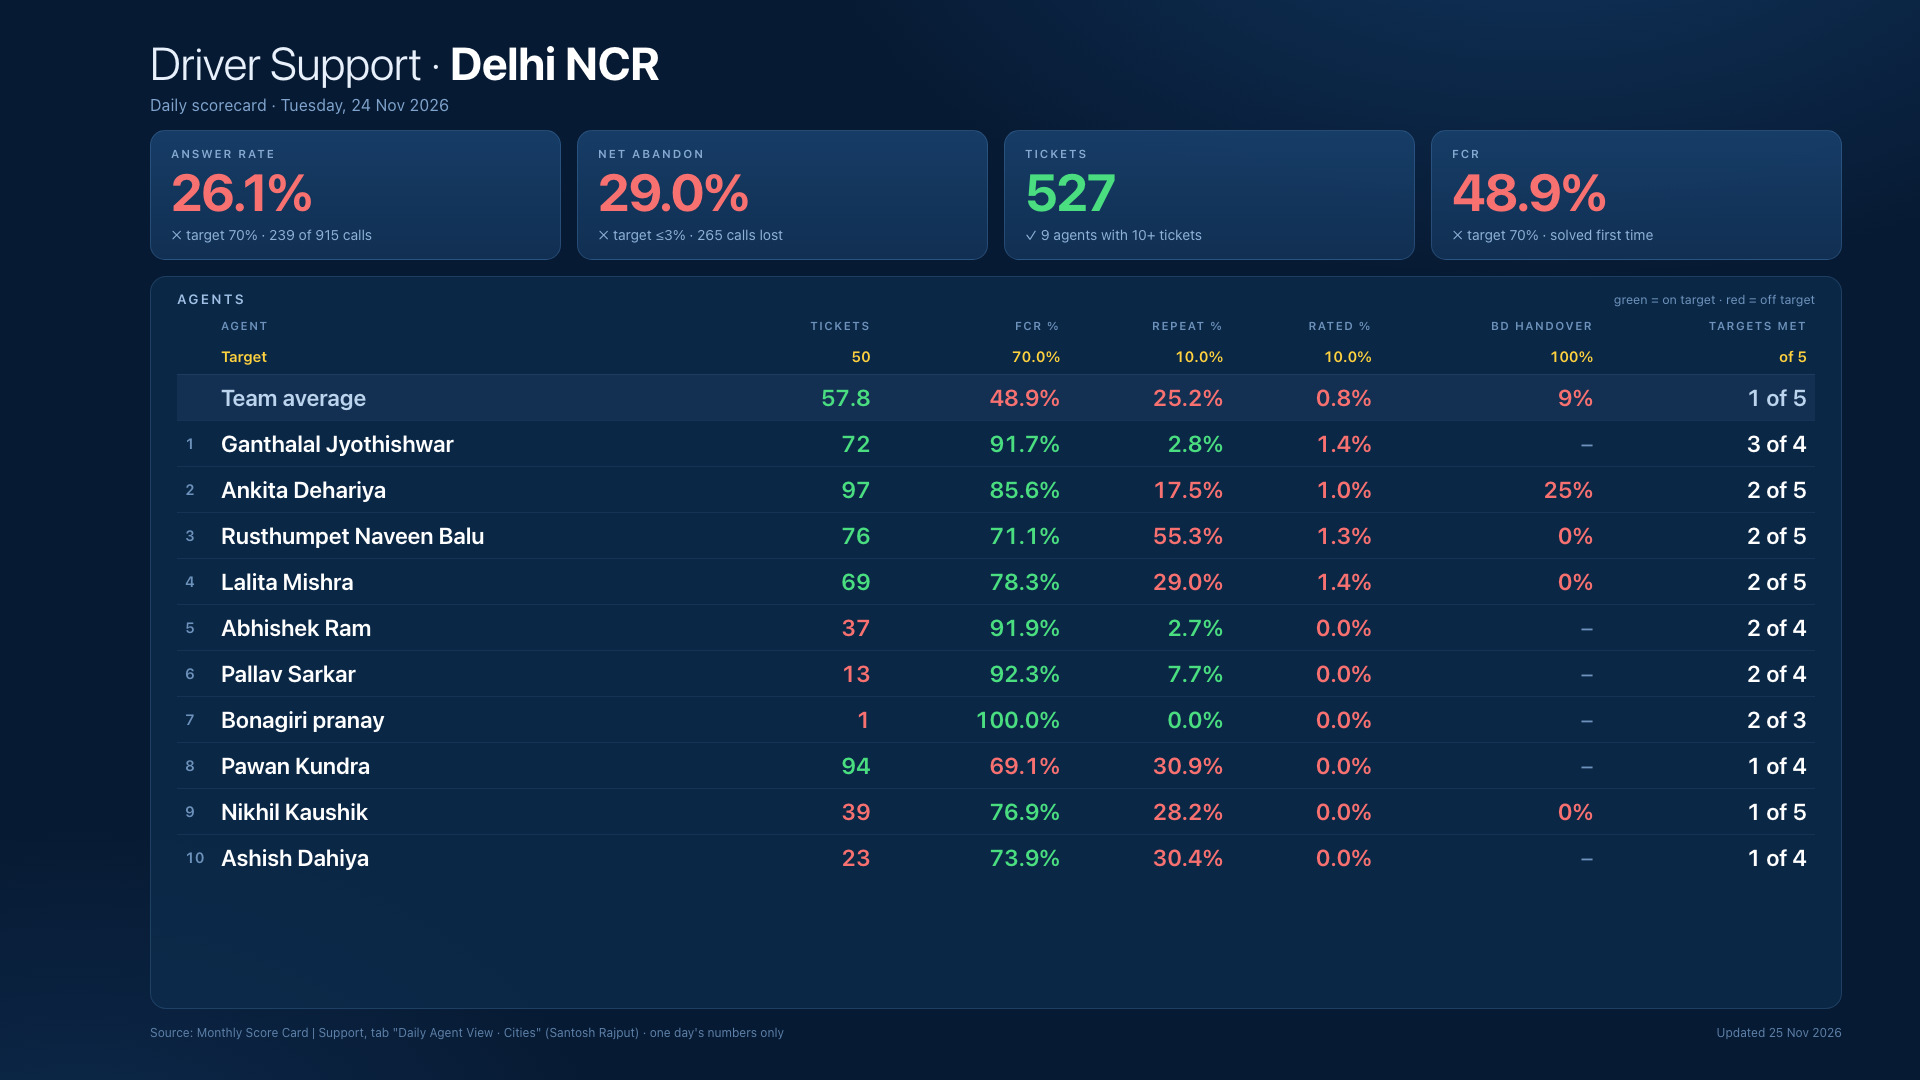 Driver Support · Delhi NCR
Daily scorecard · Tuesday, 24 Nov 2026
ANSWER RATE
26.1%
✕ target 70% · 239 of 915 calls
NET ABANDON
29.0%
✕ target ≤3% · 265 calls lost
TICKETS
527
✓ 9 agents with 10+ tickets
FCR
48.9%
✕ target 70% · solved first time
AGENTS green = on target · red = off target
AGENT TICKETS FCR % REPEAT % RATED % BD HANDOVER TARGETS MET
Target 50 70.0% 10.0% 10.0% 100% of 5
Team average 57.8 48.9% 25.2% 0.8% 9% 1 of 5
1 Ganthalal Jyothishwar 72 91.7% 2.8% 1.4% – 3 of 4
2 Ankita Dehariya 97 85.6% 17.5% 1.0% 25% 2 of 5
3 Rusthumpet Naveen Balu 76 71.1% 55.3% 1.3% 0% 2 of 5
4 Lalita Mishra 69 78.3% 29.0% 1.4% 0% 2 of 5
5 Abhishek Ram 37 91.9% 2.7% 0.0% – 2 of 4
6 Pallav Sarkar 13 92.3% 7.7% 0.0% – 2 of 4
7 Bonagiri pranay 1 100.0% 0.0% 0.0% – 2 of 3
8 Pawan Kundra 94 69.1% 30.9% 0.0% – 1 of 4
9 Nikhil Kaushik 39 76.9% 28.2% 0.0% 0% 1 of 5
10 Ashish Dahiya 23 73.9% 30.4% 0.0% – 1 of 4
Source: Monthly Score Card | Support, tab "Daily Agent View · Cities" (Santosh Rajput) · one day's numbers only
Updated 25 Nov 2026